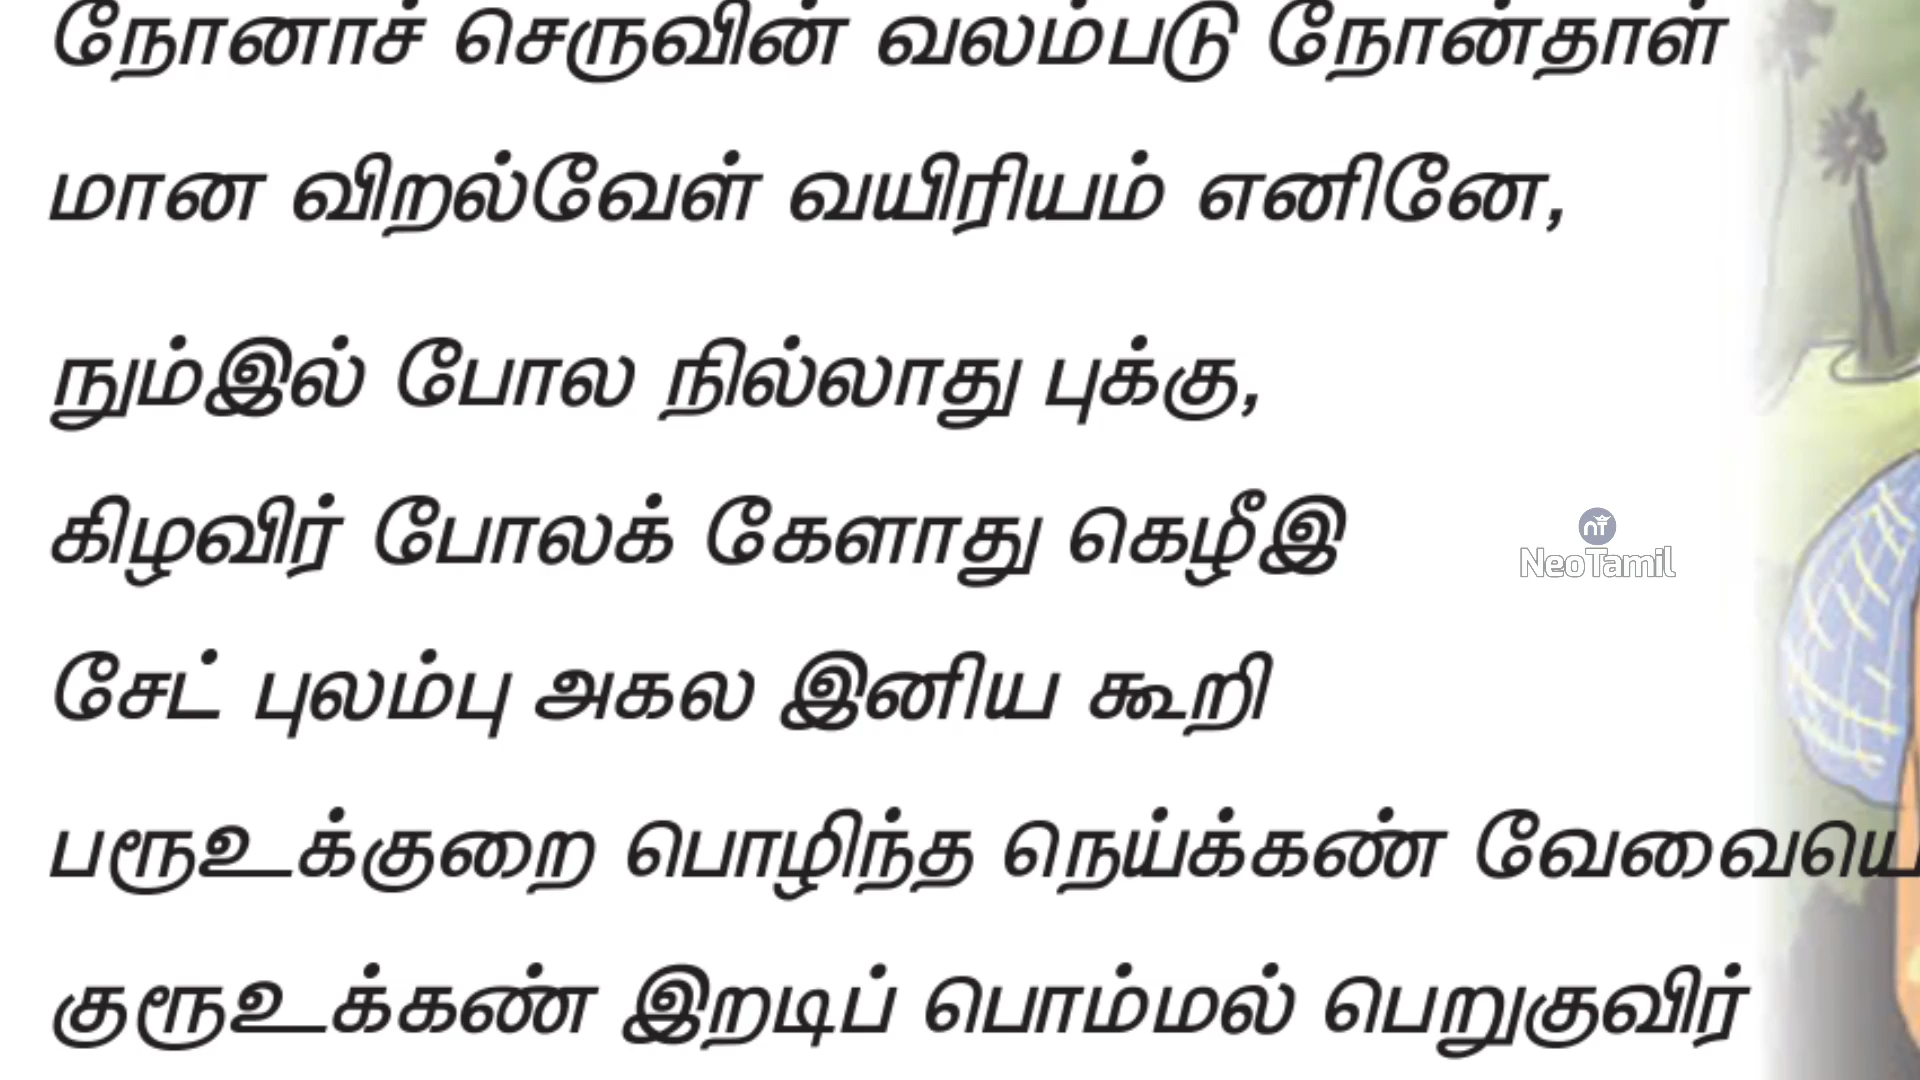 நோனாச் செருவின் வலம்படு நோன்தாள்
மான விறல்வேள் வயிரியம் எனினே,
நும்இல் போல நில்லாது புக்கு,
கிழவிர் போலக் கேளாது கெழீஇ
சேட் புலம்பு அகல இனிய கூறி
பரூஉக்குறை பொழிந்த நெய்க்கண்
குரூஉக்கண் இறடிப் பொம்மல் பெறுகுவிர்
NeoTamil